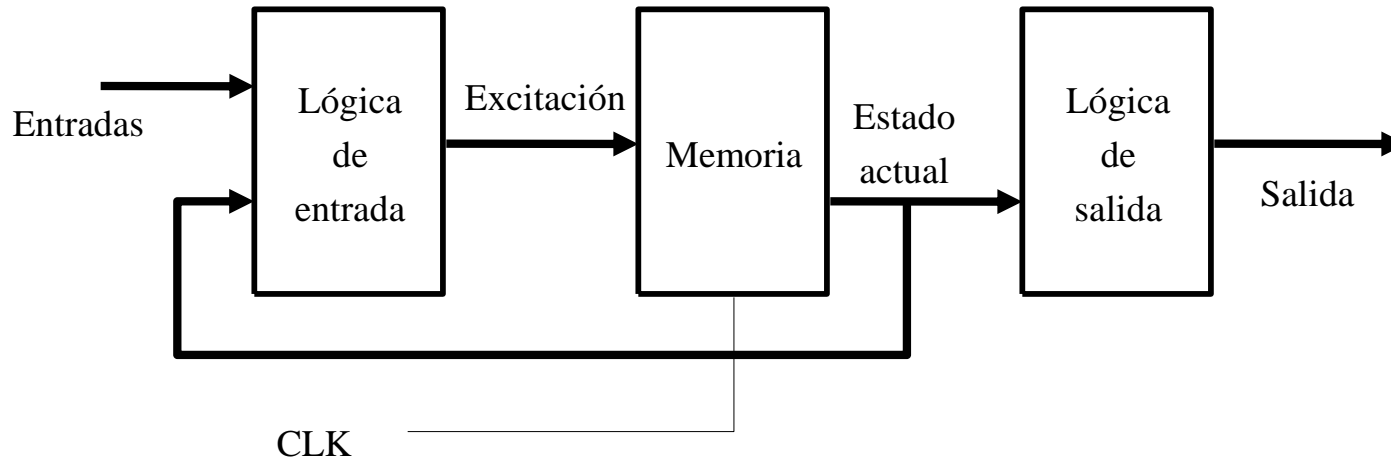 Entradas
Lógica
de
entrada
Excitación
Memoria
Estado
actual
Lógica
de
salida
Salida
CLK